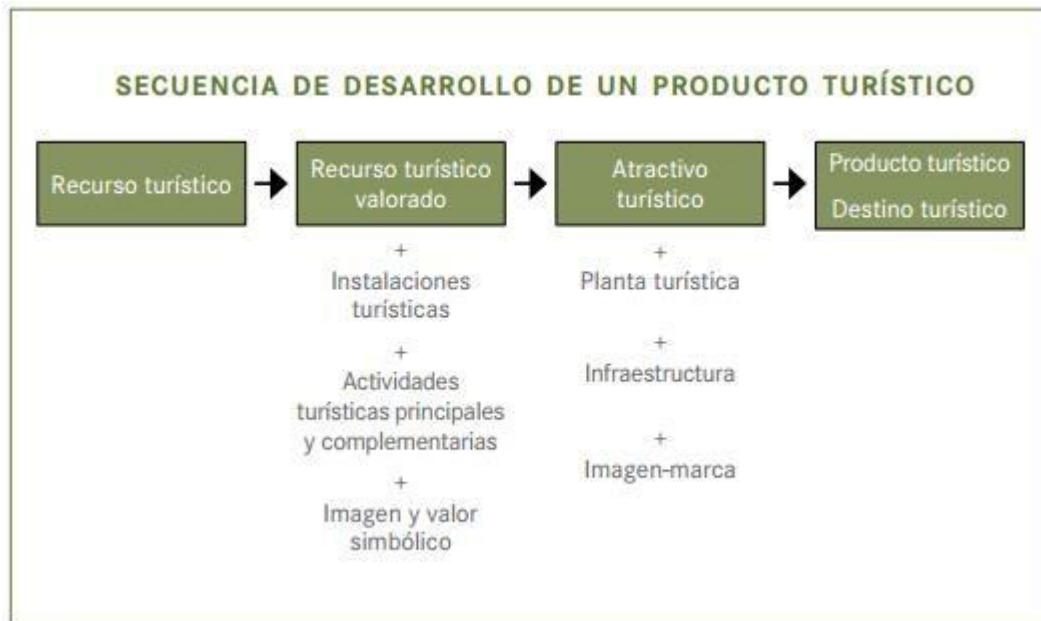 SECUENCIA DE DESARROLLO DE UN PRODUCTO TURÍSTICO
Recurso turístico
Recurso turístico
valorado
Atractivo
turístico
Producto turístico
Destino turístico
+
Instalaciones
turísticas
+
Actividades
turísticas principales
y complementarias
+
Imagen y valor
simbólico
+
Planta turística
+
Infraestructura
+
Imagen-marca